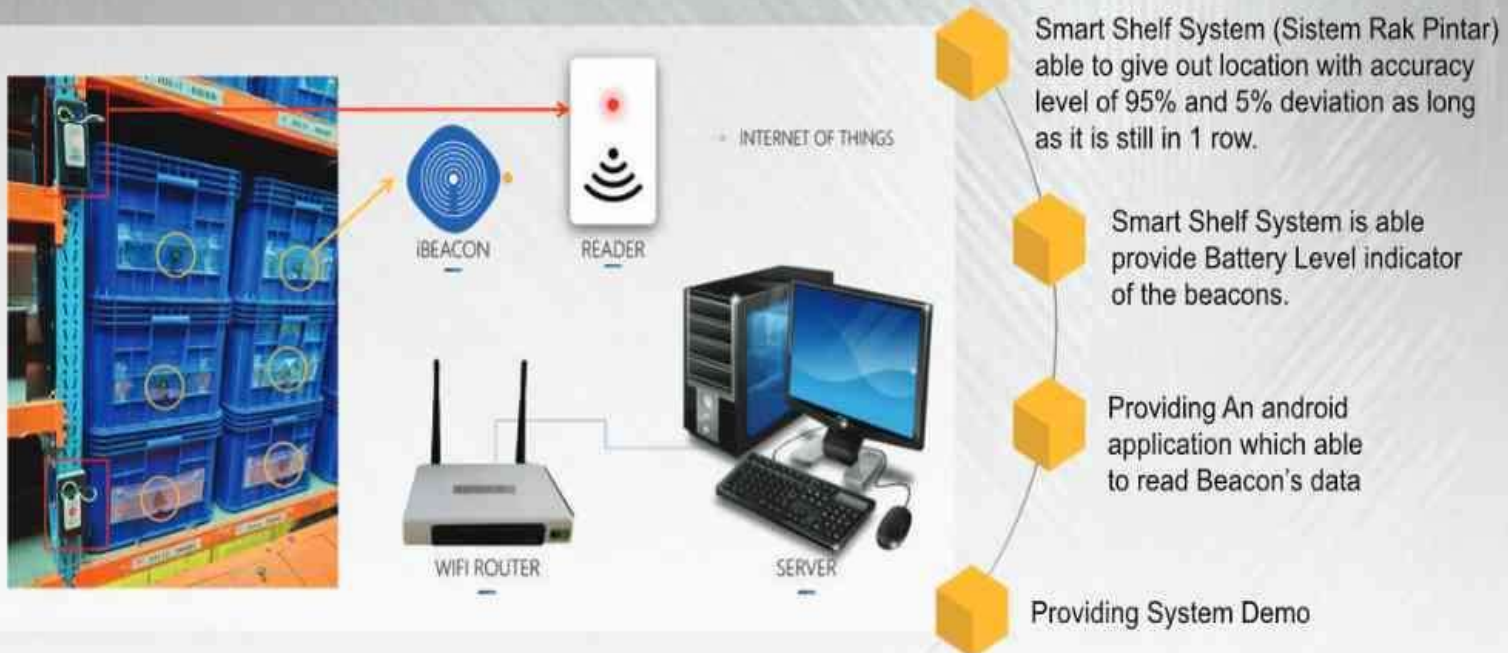 Smart Shelf System (Sistem Rak Pintar)
able to give out location with accuracy
level of 95% and 5% deviation as long
as it is still in 1 row.
INTERNET OF THINGS
iBEACON
READER
Smart Shelf System is able
provide Battery Level indicator
of the beacons.
Providing An android
application which able
to read Beacon's data
WIFI ROUTER
SERVER
Providing System Demo